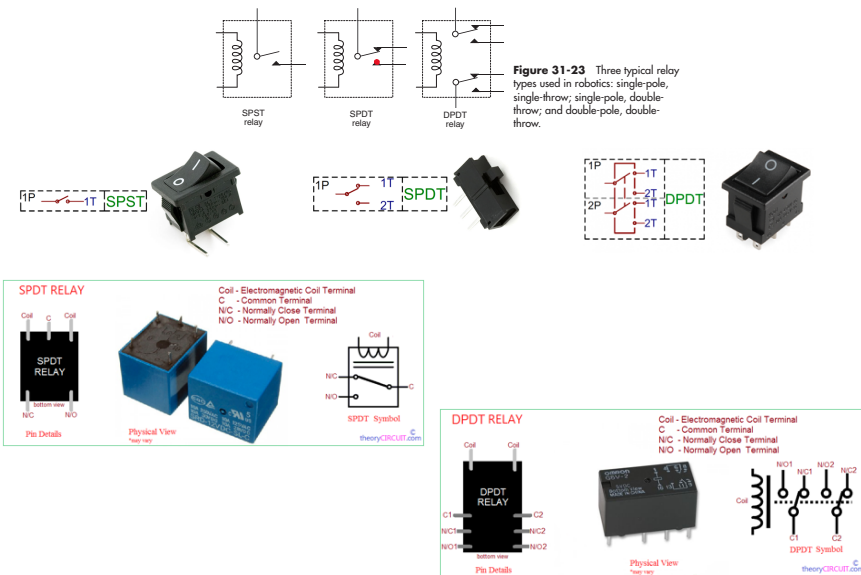 Figure 31-23 Three typical relay
types used in robotics: single-pole,
single-throw; single-pole, double-
throw; and double-pole, double-
throw.
SPST
relay
SPDT
relay
DPDT
relay
1P
1T
SPST
1P
1T
2T
SPDT
1P
1T
2T
2P
1T
2T
DPDT
SPDT RELAY
Coil - Electromagnetic Coil Terminal
C - Common Terminal
N/C - Normally Close Terminal
N/O - Normally Open Terminal
Coil
C
Coil
SPDT
RELAY
bottom view
N/C
N/O
Pin Details
Physical View
*may vary
Coil
N/C
N/O
C
SPDT Symbol
©
theoryCIRCUIT.com
DPDT RELAY
Coil - Electromagnetic Coil Terminal
C - Common Terminal
N/C - Normally Close Terminal
N/O - Normally Open Terminal
Coil
Coil
DPDT
RELAY
C1
C2
N/C1
N/C2
N/O1
N/O2
bottom view
Pin Details
Physical View
*may vary
N/O1
N/C1
N/O2
N/C2
Coil
C1
C2
DPDT Symbol
©
theoryCIRCUIT.com